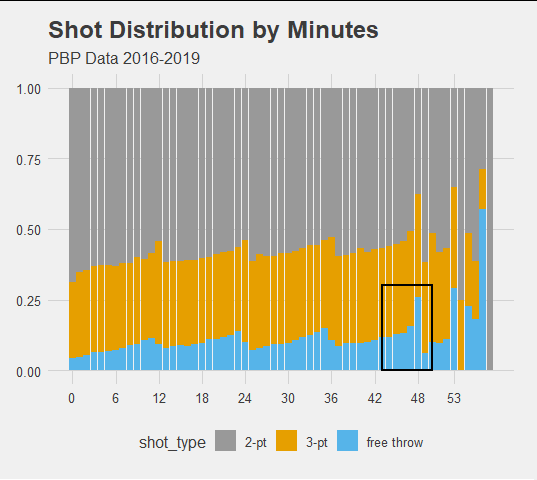 Shot Distribution by Minutes
PBP Data 2016-2019
1.00
0.75
0.50
0.25
0.00
0 6 12 18 24 30 36 42 48 53
shot_type 2-pt 3-pt free throw